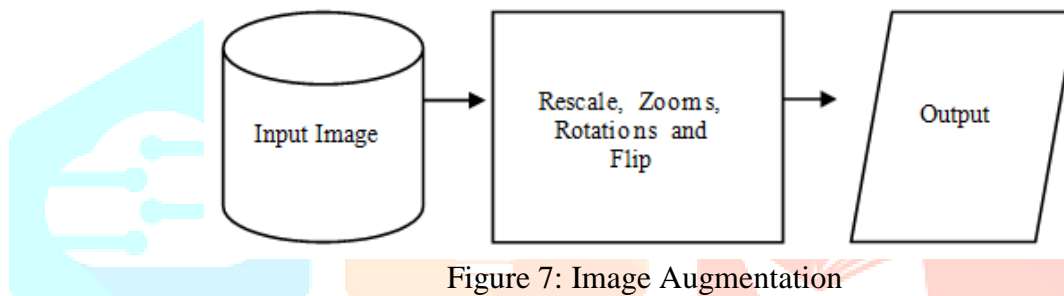 Input Image
Rescale, Zooms,
Rotations and
Flip
Output
Figure 7: Image Augmentation